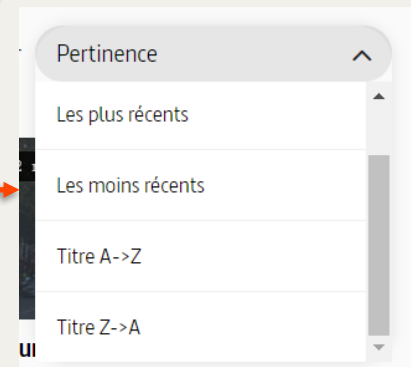 Pertinence
Les plus récents
Les moins récents
Titre A->Z
Titre Z->A